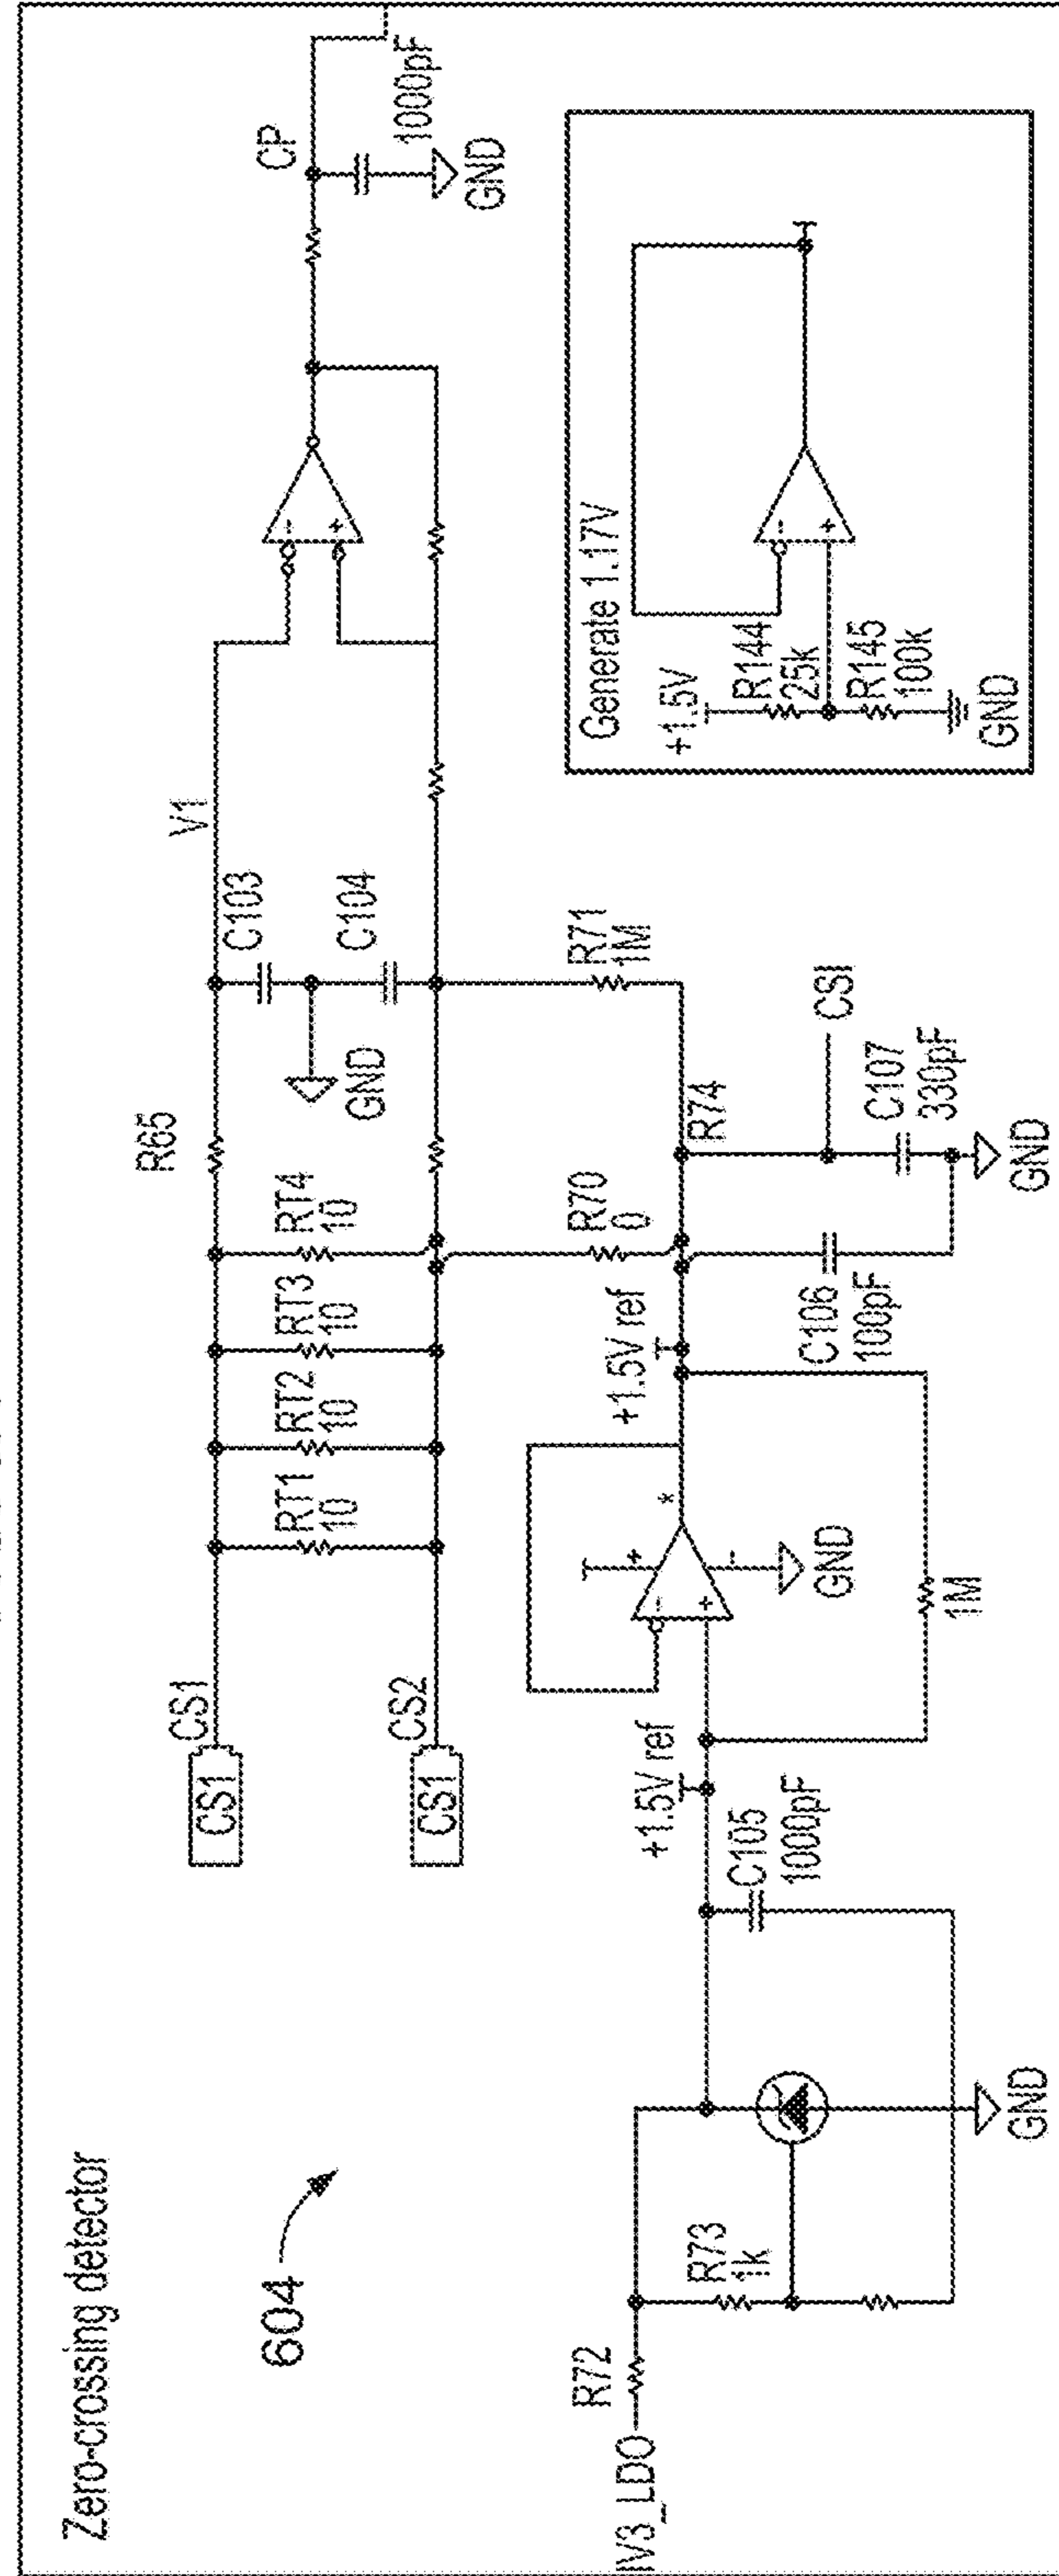 Zero-crossing detector
604
CS1
CS1
CS2
CS1
RT1
10
RT2
10
RT3
10
RT4
10
R65
C103
C104
GND
V1
-
+
CP
1000pF
GND
R70
0
R71
1M
R74
CSI
C107
330pF
GND
C106
100pF
+1.5V ref
*
-
+
+
-
GND
1M
+1.5V ref
C105
1000pF
R72
R73
1k
GND
Generate 1.17V
+1.5V
R144
25k
R145
100k
GND
-
+